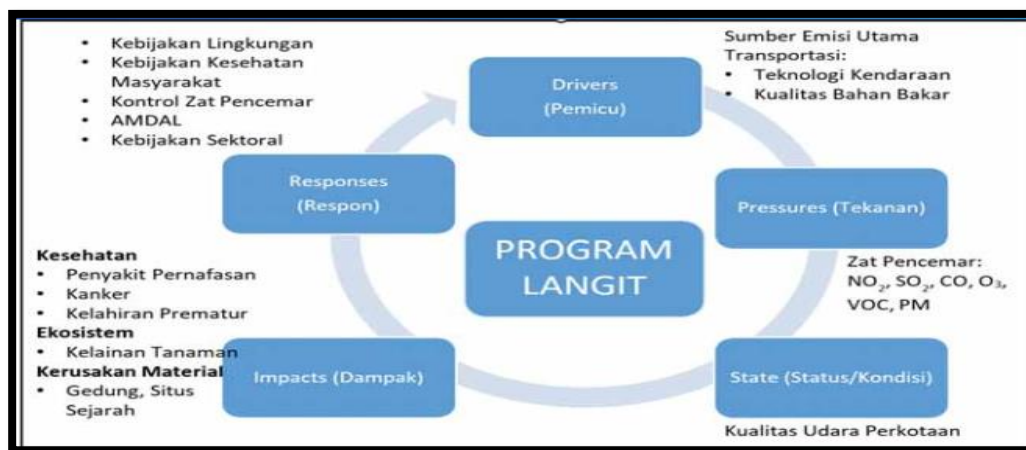 • Kebijakan Lingkungan
• Kebijakan Kesehatan
Masyarakat
• Kontrol Zat Pencemar
• AMDAL
• Kebijakan Sektoral
Drivers
(Pemicu)
Sumber Emisi Utama
Transportasi:
• Teknologi Kendaraan
• Kualitas Bahan Bakar
Responses
(Respon)
Pressures (Tekanan)
PROGRAM
LANGIT
Zat Pencemar:
NO₂, SO₂, CO, O₃,
VOC, PM
Kesehatan
• Penyakit Pernafasan
• Kanker
• Kelahiran Prematur
Ekosistem
• Kelainan Tanaman
Kerusakan Material
• Gedung, Situs
Sejarah
Impacts (Dampak)
State (Status/Kondisi)
Kualitas Udara Perkotaan